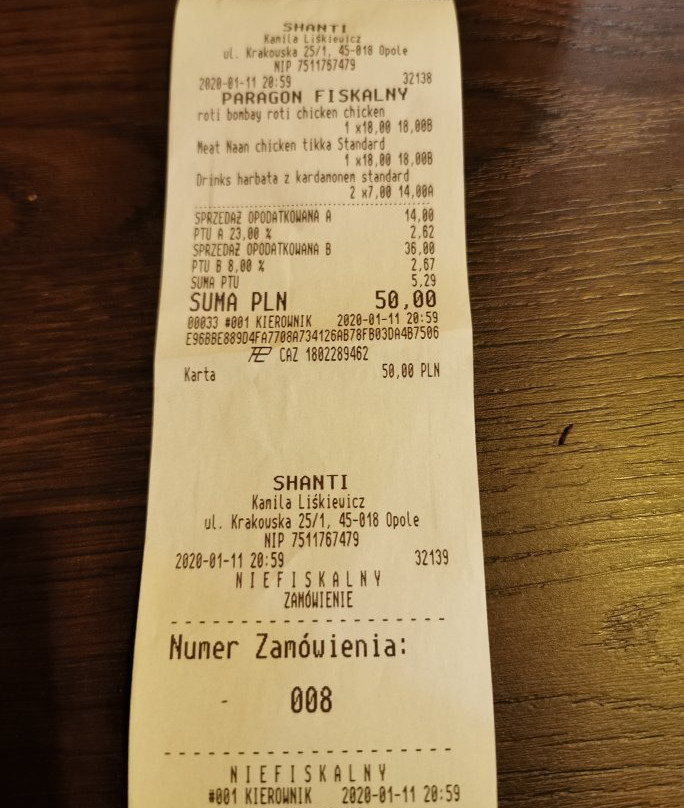 SHANTI
Kamila Liśkiewicz
ul. Krakowska 25/1, 45-018 Opole
NIP 7511767479
2020-01-11 20:59 32138
PARAGON FISKALNY
roti bombay roti chicken chicken
1 x18,00 18,00B
Meat Naan chicken tikka Standard
1 x18,00 18,00B
Drinks harbata z kardamonem standard
2 x7,00 14,00A
SPRZEDAŻ OPODATKOWANA A 14,00
PTU A 23,00 % 2,62
SPRZEDAŻ OPODATKOWANA B 36,00
PTU B 8,00 % 2,67
SUMA PTU 5,29
SUMA PLN 50,00
00033 #001 KIEROWNIK 2020-01-11 20:59
E96BBE889D4FA7708A734126AB78FB03DA4B7506
CAZ 1802289462
Karta 50,00 PLN
SHANTI
Kamila Liśkiewicz
ul. Krakowska 25/1, 45-018 Opole
NIP 7511767479
2020-01-11 20:59 32139
NIEFISKALNY
ZAMÓWIENIE
Numer Zamówienia:
- 008
NIEFISKALNY
#001 KIEROWNIK 2020-01-11 20:59